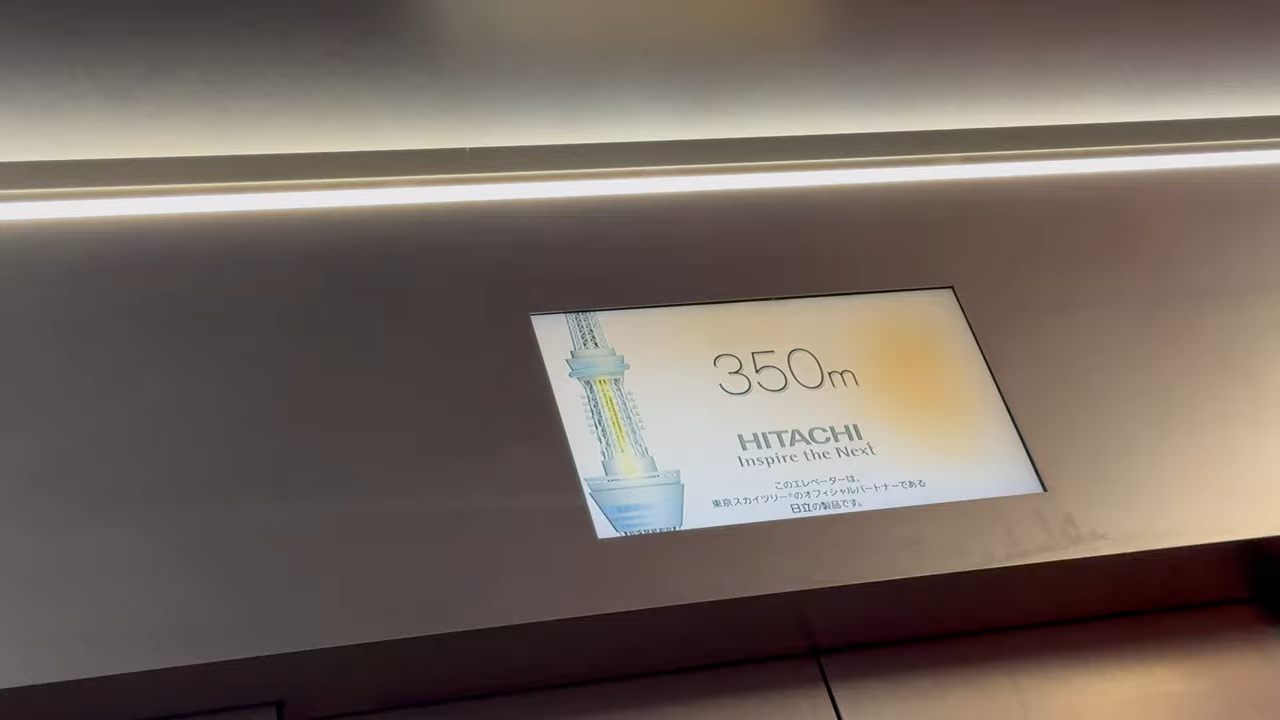 350m
HITACHI
Inspire the Next
このエレベーターは、
東京スカイツリー®のオフィシャルパートナーである
日立の製品です。